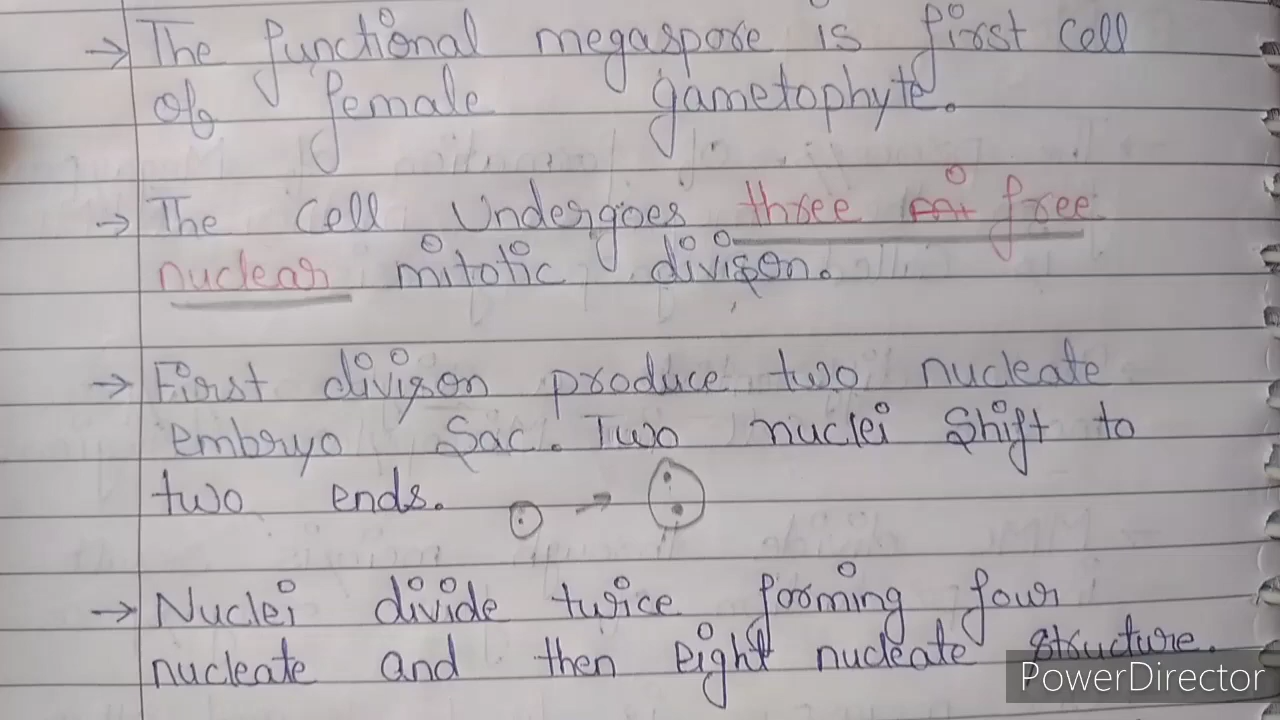 → The functional megaspore is first cell
of female gametophyte.
→ The cell Undergoes three free
nuclear mitotic divison.
→ First divison produce two nucleate
embryo Sac. Two nuclei Shift to
two ends.
→ Nuclei divide twice forming four
nucleate and then eight nucleate structure.
PowerDirector